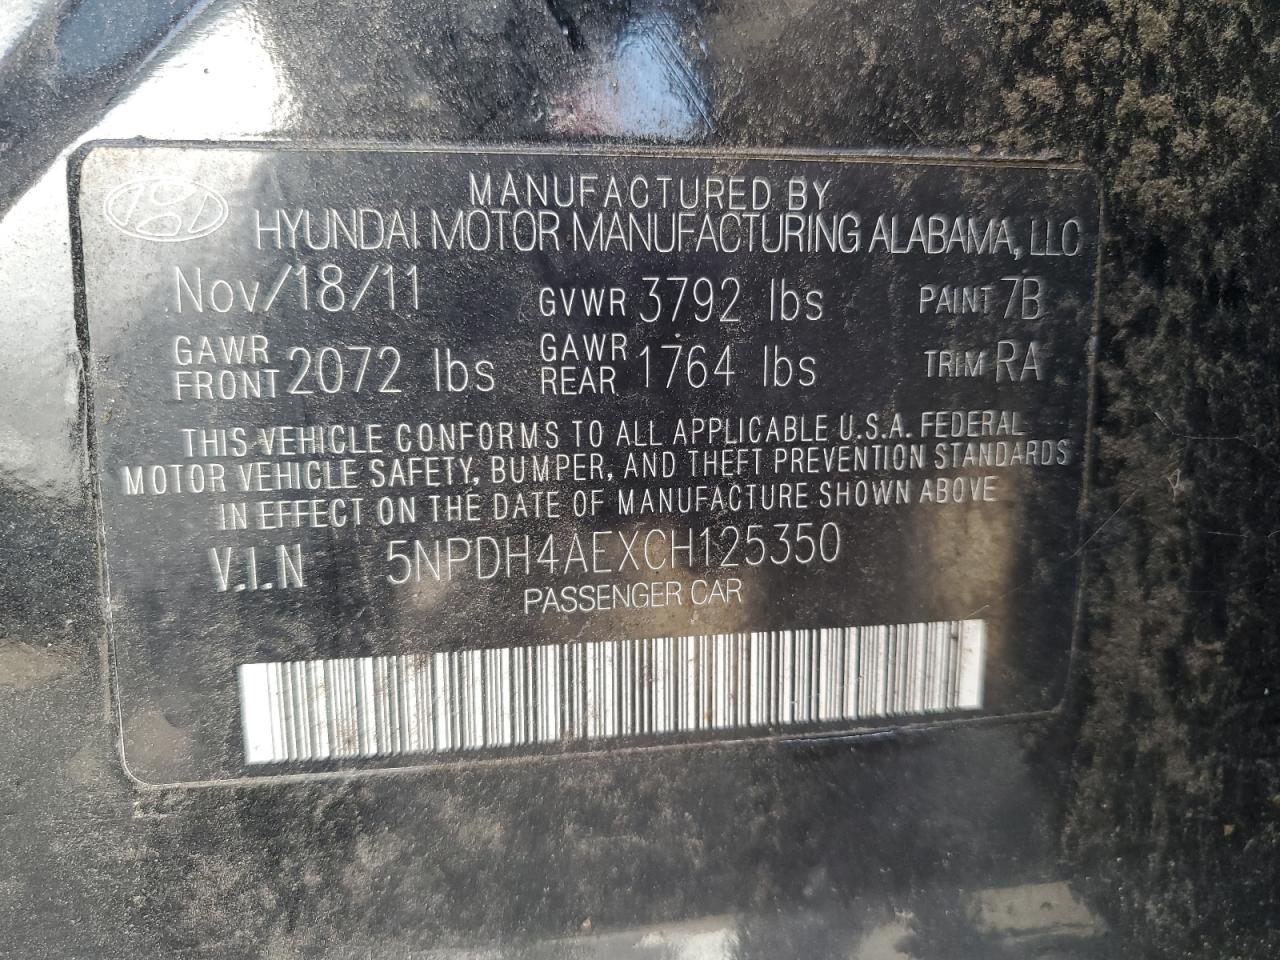 MANUFACTURED BY
HYUNDAI MOTOR MANUFACTURING ALABAMA, LLC
Nov/18/11 GVWR 3792 lbs PAINT 7B
GAWR FRONT 2072 lbs GAWR REAR 1764 lbs TRIM RA
THIS VEHICLE CONFORMS TO ALL APPLICABLE U.S.A. FEDERAL
MOTOR VEHICLE SAFETY, BUMPER, AND THEFT PREVENTION STANDARDS
IN EFFECT ON THE DATE OF MANUFACTURE SHOWN ABOVE
V.I.N 5NPDH4AEXCH125350
PASSENGER CAR